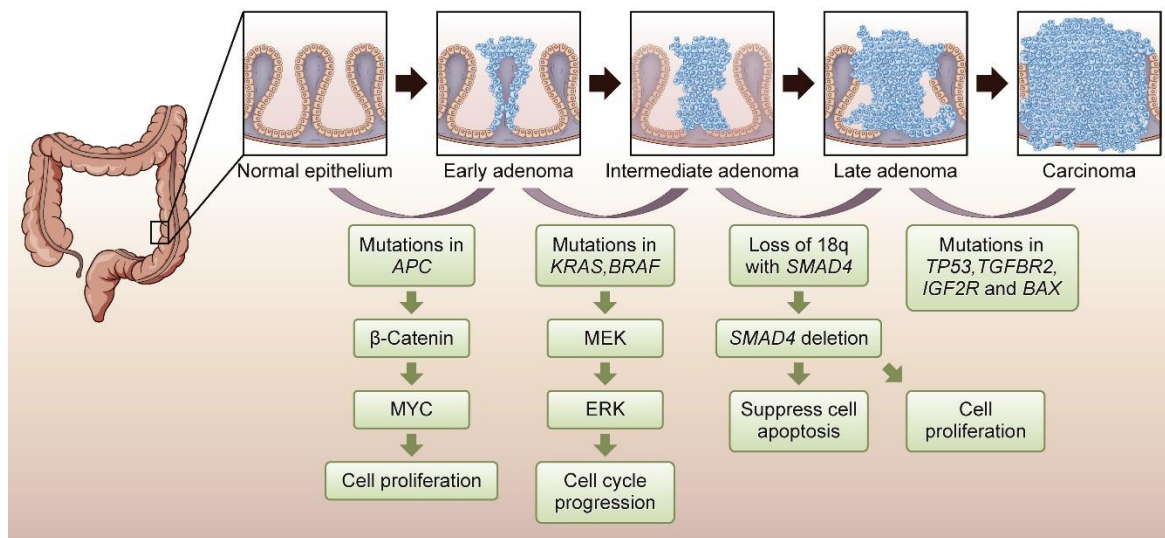 Normal epithelium
Early adenoma
Intermediate adenoma
Late adenoma
Carcinoma
Mutations in
APC
β-Catenin
MYC
Cell proliferation
Mutations in
KRAS,BRAF
MEK
ERK
Cell cycle
progression
Loss of 18q
with SMAD4
SMAD4 deletion
Suppress cell
apoptosis
Cell
proliferation
Mutations in
TP53,TGFBR2,
IGF2R and BAX